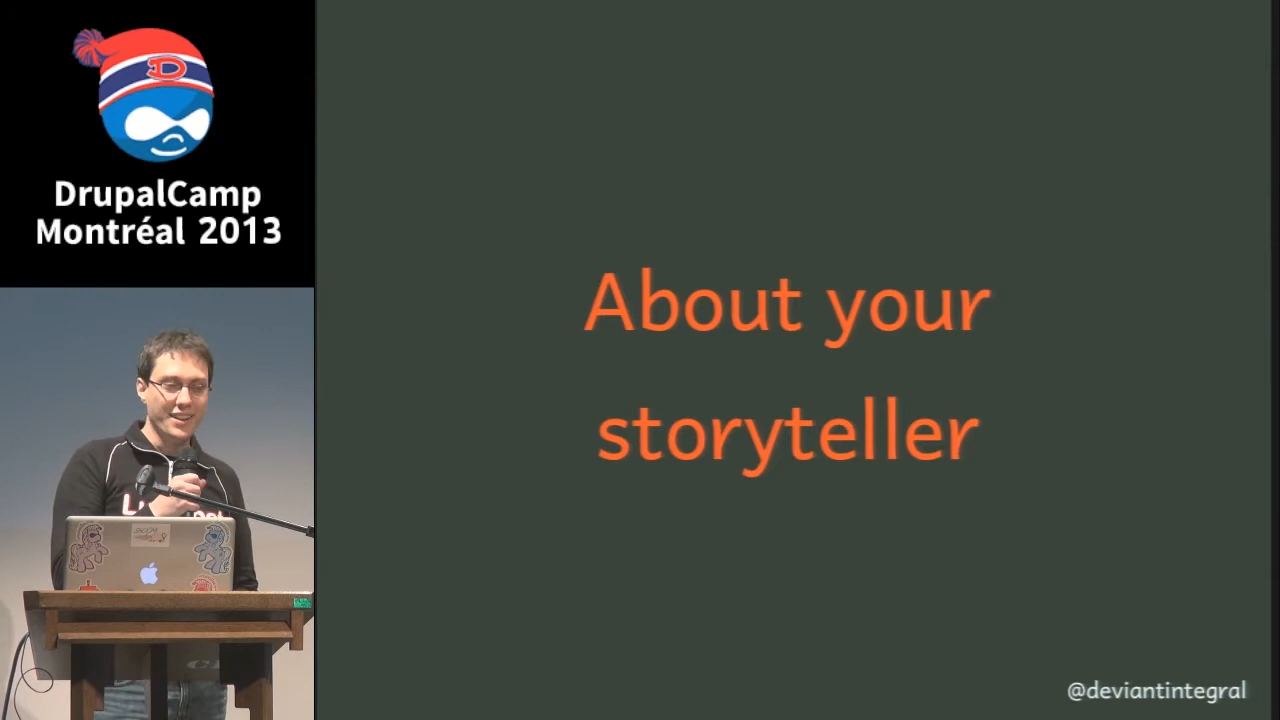 DrupalCamp
Montréal 2013
About your
storyteller
@deviantintegral